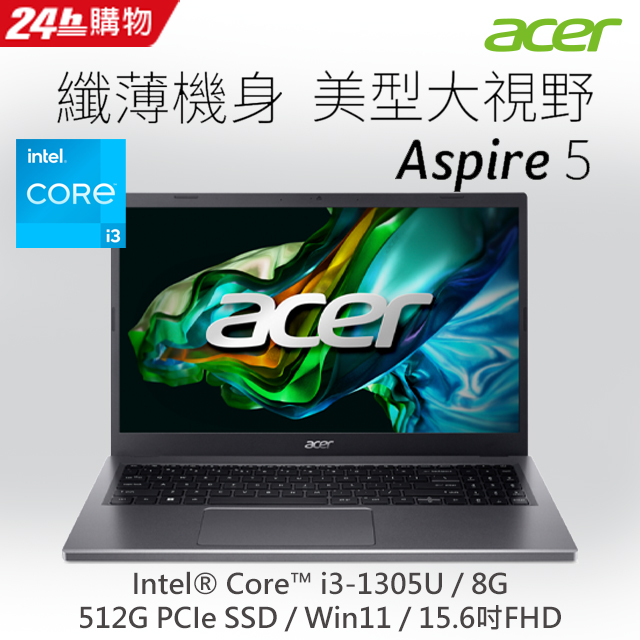 24h購物
acer
纖薄機身 美型大視野
Aspire 5
intel.
CORE™
i3
acer
acer
Intel® Core™ i3-1305U / 8G
512G PCIe SSD / Win11 / 15.6吋FHD